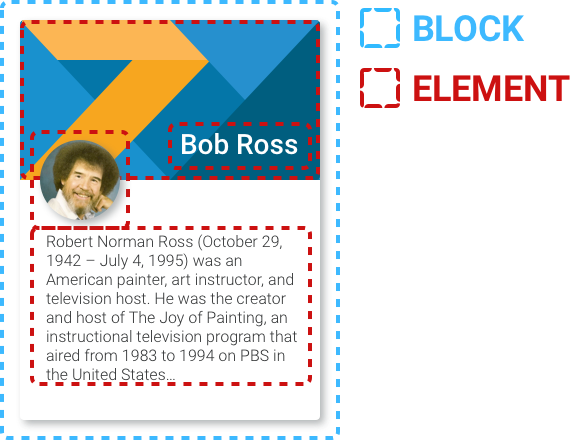 BLOCK
ELEMENT
Bob Ross
Robert Norman Ross (October 29,
1942 – July 4, 1995) was an
American painter, art instructor, and
television host. He was the creator
and host of The Joy of Painting, an
instructional television program that
aired from 1983 to 1994 on PBS in
the United States...